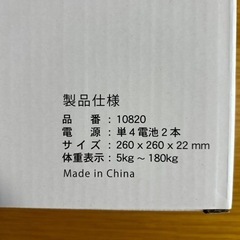 製品仕様
品　番：10820
電　源：単4電池2本
サイズ：260 x 260 x 22 mm
体重表示：5kg～180kg
Made in China